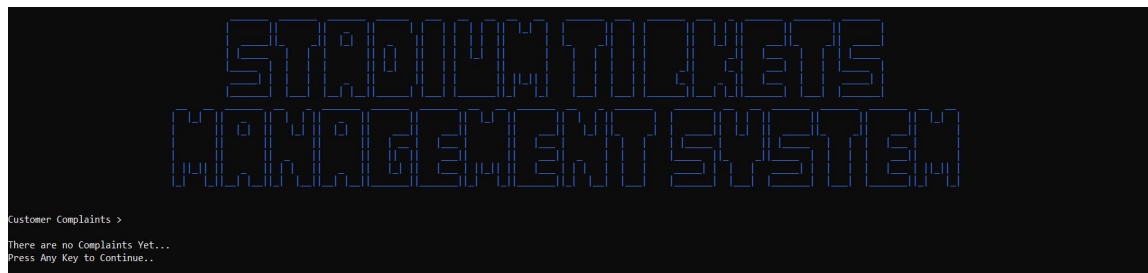 STADIUM TICKETS
MANAGEMENT SYSTEM
Customer Complaints >
There are no Complaints Yet...
Press Any Key to Continue..